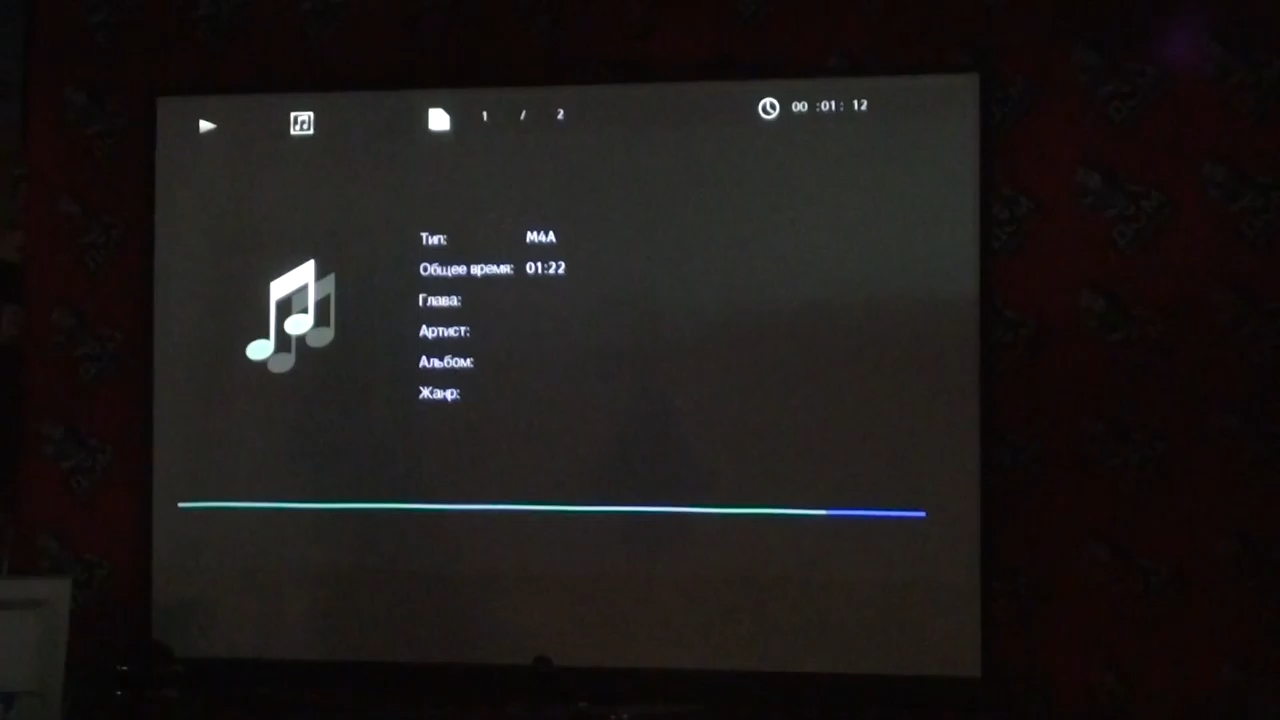 1 / 2 00 :01: 12
Тип: M4A
Общее время: 01:22
Глава:
Артист:
Альбом:
Жанр: